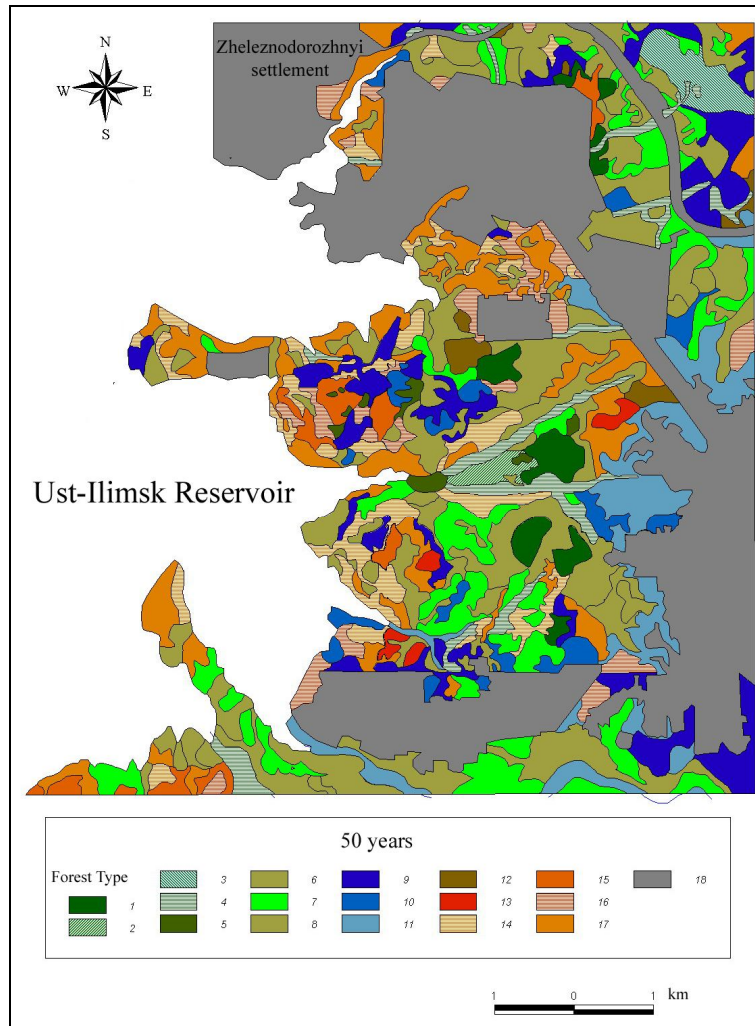 Zheleznodorozhnyi
settlement
N
W E
S
Ust-Ilimsk Reservoir
50 years
Forest Type
3 6 9 12 15 18
1 4 7 10 13 16
2 5 8 11 14 17
km
1 0 1